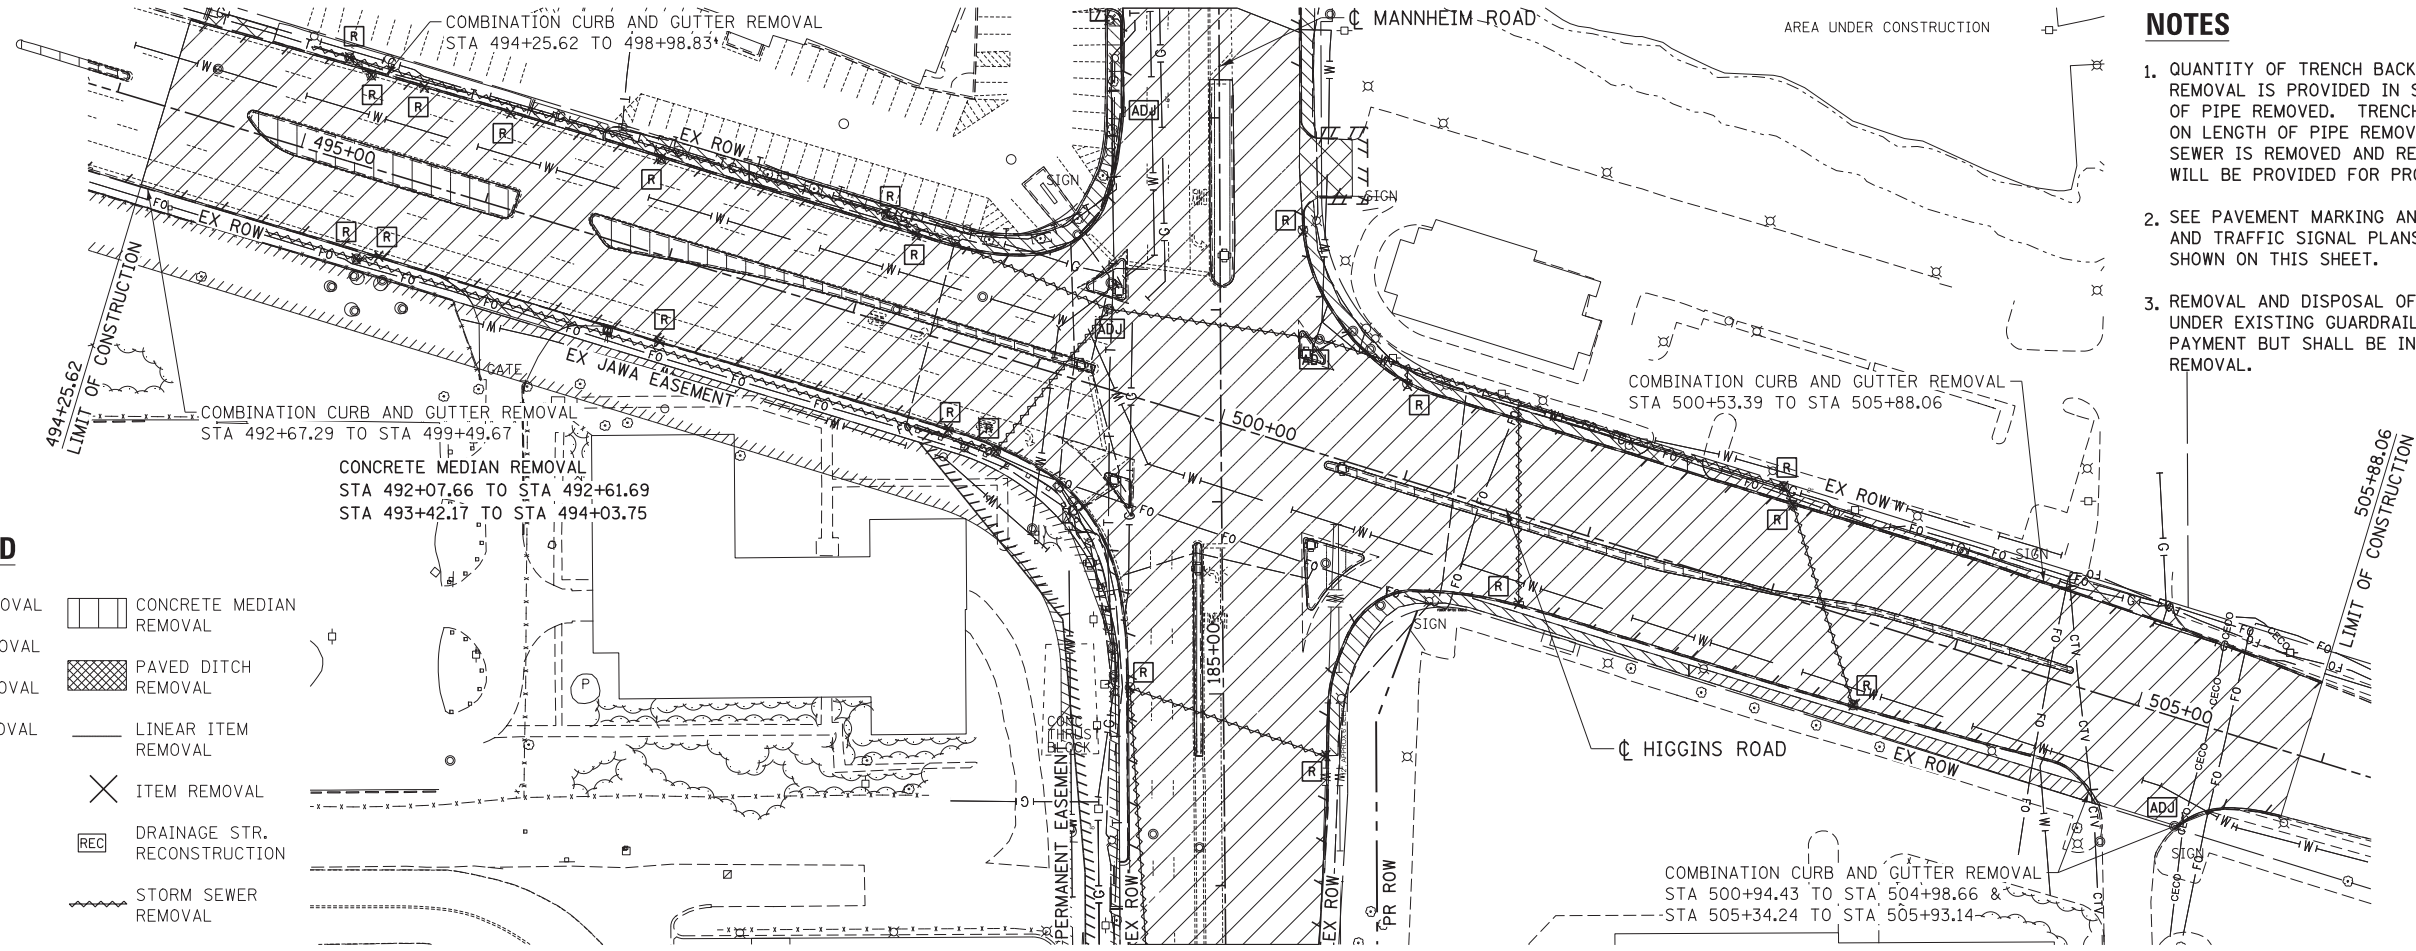 COMBINATION CURB AND GUTTER REMOVAL
STA 494+25.62 TO 498+98.83
℄ MANNHEIM ROAD
AREA UNDER CONSTRUCTION
NOTES
1. QUANTITY OF TRENCH BACK
REMOVAL IS PROVIDED IN S
OF PIPE REMOVED. TRENCH
ON LENGTH OF PIPE REMOV
SEWER IS REMOVED AND RE
WILL BE PROVIDED FOR PRO
2. SEE PAVEMENT MARKING AN
AND TRAFFIC SIGNAL PLANS
SHOWN ON THIS SHEET.
3. REMOVAL AND DISPOSAL OF
UNDER EXISTING GUARDRAIL
PAYMENT BUT SHALL BE IN
REMOVAL.
495+00
EX ROW
SIGN
SIGN
ADJ
EX ROW
494+25.62
LIMIT OF CONSTRUCTION
GATE
EX JAWA EASEMENT
ADJ
ADJ
COMBINATION CURB AND GUTTER REMOVAL
STA 492+67.29 TO STA 499+49.67
CONCRETE MEDIAN REMOVAL
STA 492+07.66 TO STA 492+61.69
STA 493+42.17 TO STA 494+03.75
500+00
COMBINATION CURB AND GUTTER REMOVAL
STA 500+53.39 TO STA 505+88.06
EX ROW
SIGN
505+88.06
LIMIT OF CONSTRUCTION
D
OVAL
OVAL
OVAL
OVAL
CONCRETE MEDIAN
REMOVAL
PAVED DITCH
REMOVAL
LINEAR ITEM
REMOVAL
ITEM REMOVAL
REC
DRAINAGE STR.
RECONSTRUCTION
STORM SEWER
REMOVAL
P
CONC
THRUST
BLOCK
PERMANENT EASEMENT
EX ROW
185+00
SIGN
℄ HIGGINS ROAD
EX ROW
PR ROW
EX ROW
505+00
ADJ
SIGN
COMBINATION CURB AND GUTTER REMOVAL
STA 500+94.43 TO STA 504+98.66 &
STA 505+34.24 TO STA 505+93.14